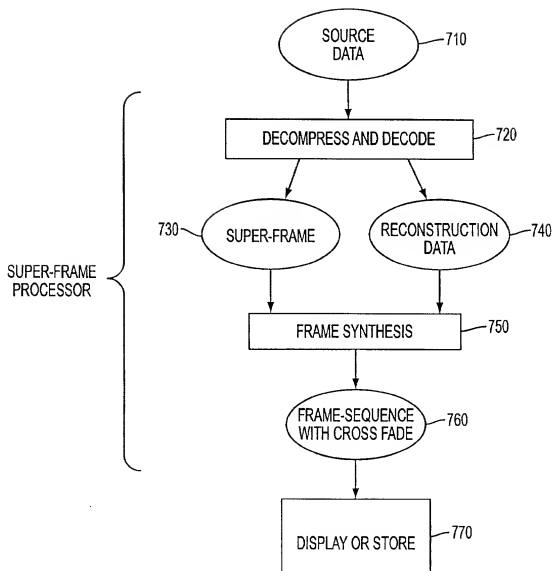 SOURCE
DATA
710
DECOMPRESS AND DECODE
720
730
SUPER-FRAME
RECONSTRUCTION
DATA
740
SUPER-FRAME
PROCESSOR
FRAME SYNTHESIS
750
FRAME-SEQUENCE
WITH CROSS FADE
760
DISPLAY OR STORE
770